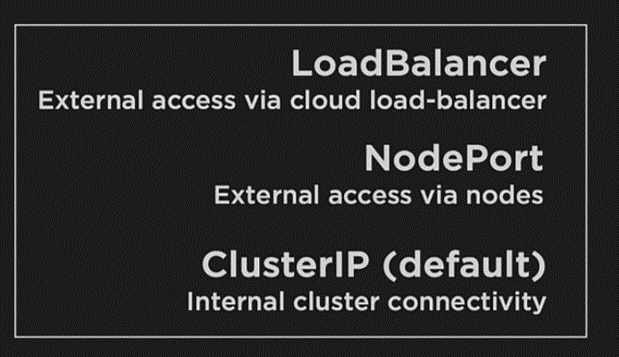 LoadBalancer
External access via cloud load-balancer
NodePort
External access via nodes
ClusterIP (default)
Internal cluster connectivity